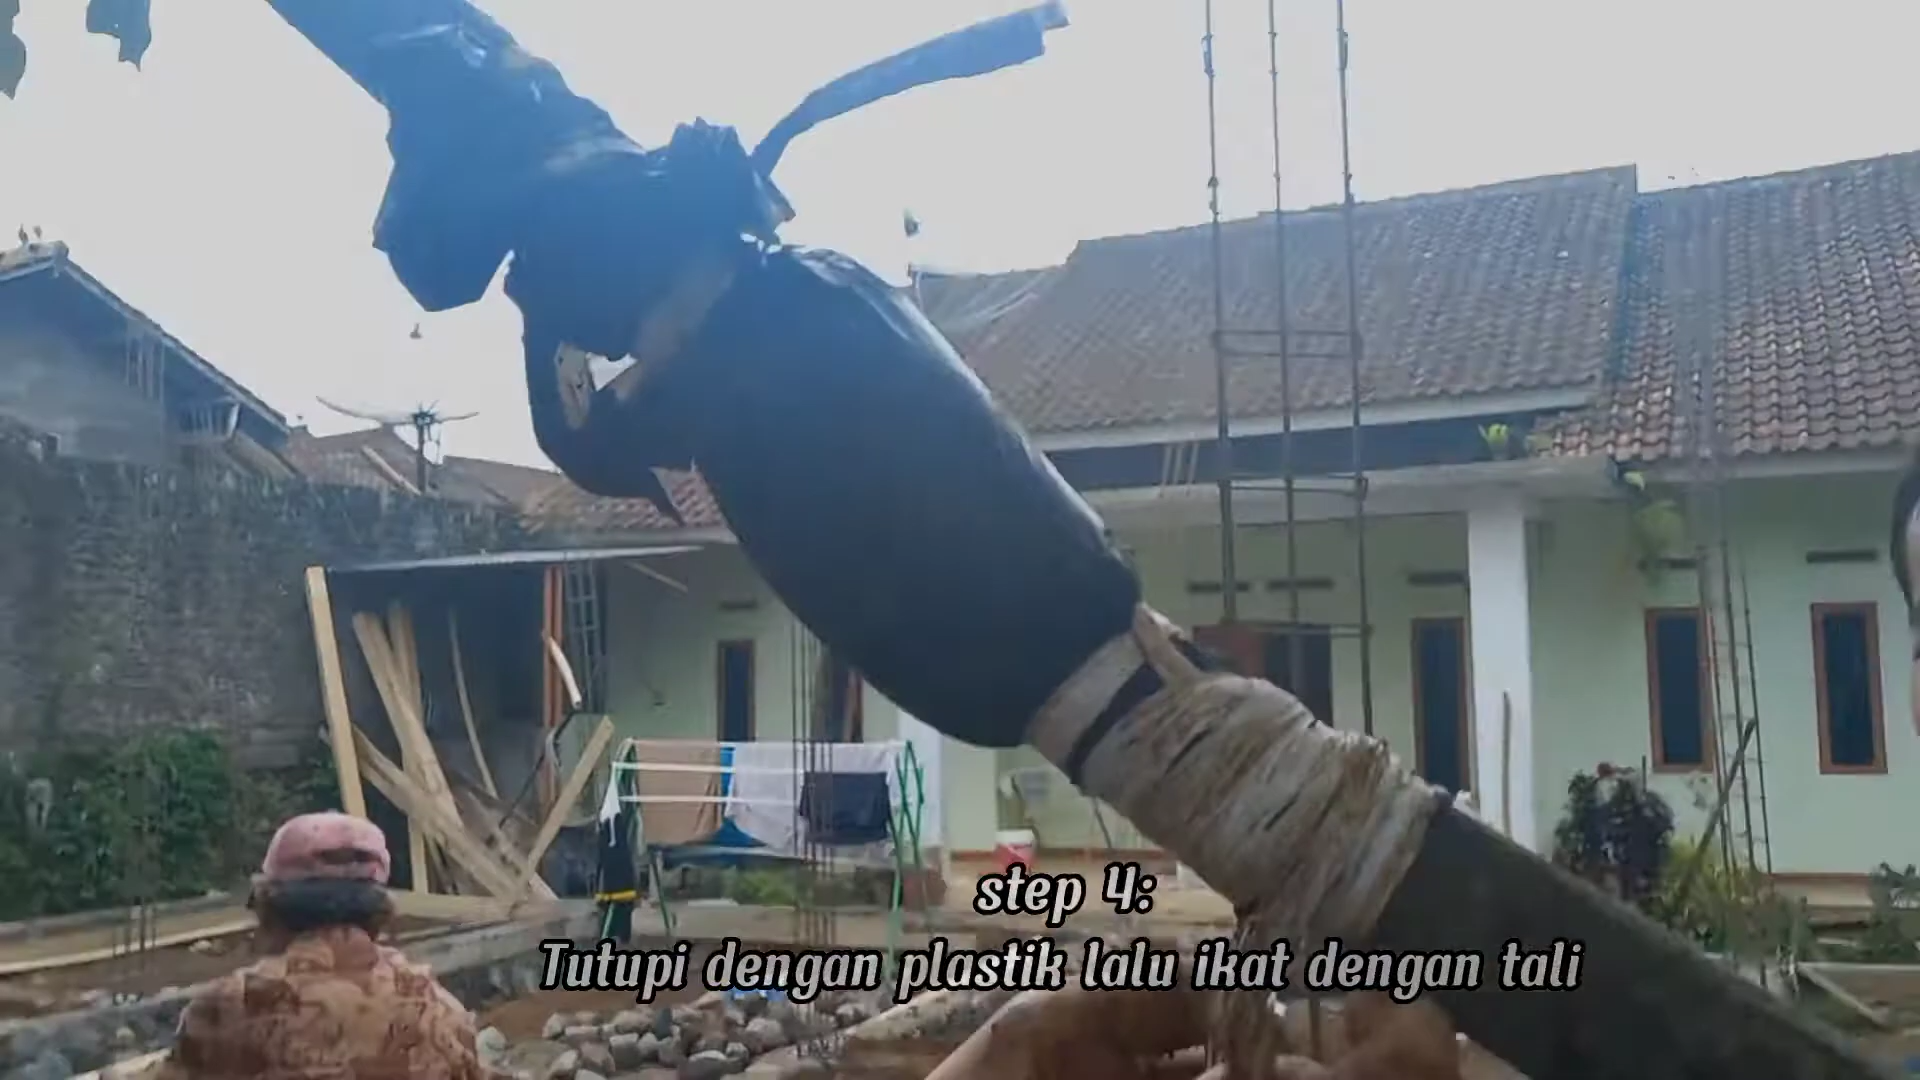 step 4:
Tutupi dengan plastik lalu ikat dengan tali